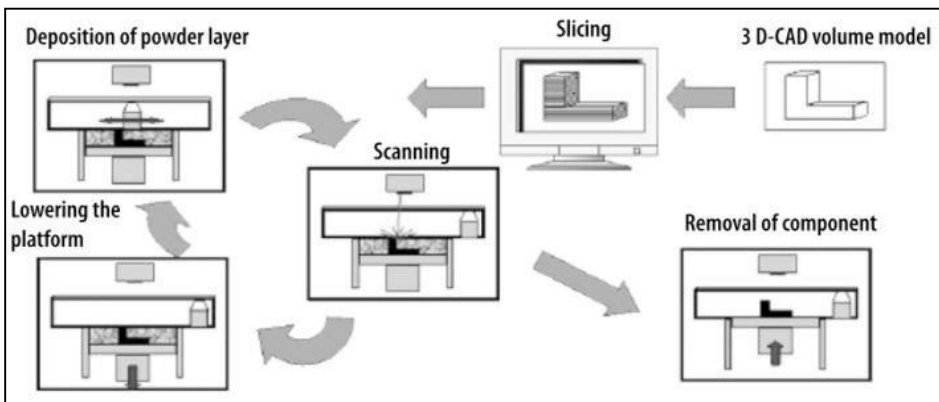 Deposition of powder layer
Slicing
3 D-CAD volume model
Scanning
Lowering the
platform
Removal of component